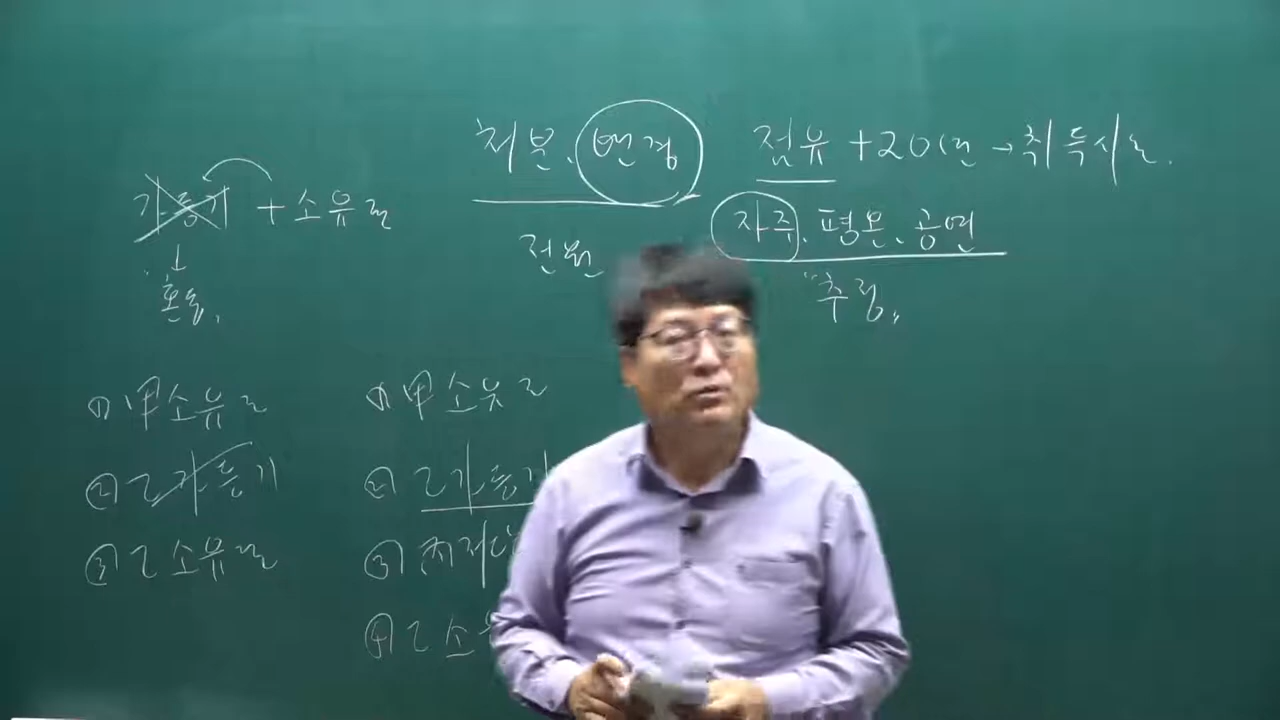 가등기 + 소유권
↓
혼동.
① 甲 소유권
② 乙 가등기
③ 乙 소유권
① 甲 소유권
② 乙 가등기
③ 丙 저당
④ 乙 소유
처분. 변경
전원
점유 + 20년 → 취득시효.
자주. 평온. 공연
"추정"